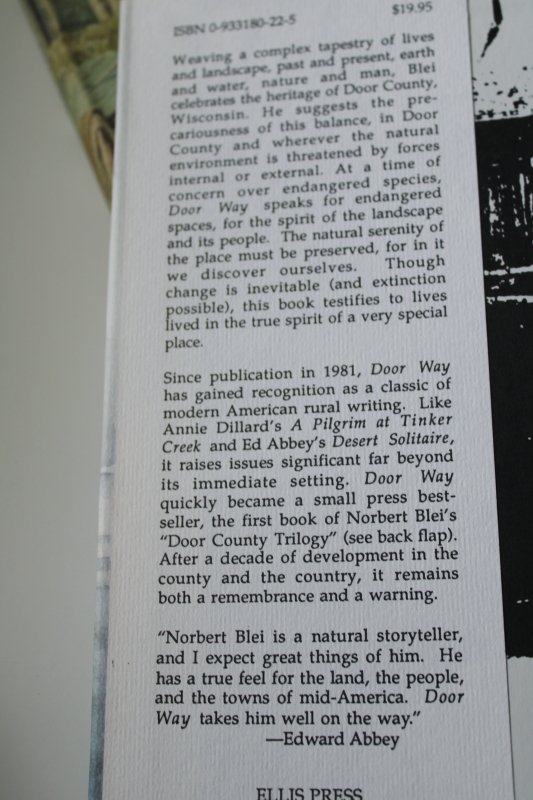 ISBN 0-933180-22-5
$19.95
Weaving a complex tapestry of lives
and landscape, past and present, earth
and water, nature and man, Blei
celebrates the heritage of Door County,
Wisconsin. He suggests the pre-
cariousness of this balance, in Door
County and wherever the natural
environment is threatened by forces
internal or external. At a time of
concern over endangered species,
Door Way speaks for endangered
spaces, for the spirit of the landscape
and its people. The natural serenity of
the place must be preserved, for in it
we discover ourselves. Though
change is inevitable (and extinction
possible), this book testifies to lives
lived in the true spirit of a very special
place.
Since publication in 1981, Door Way
has gained recognition as a classic of
modern American rural writing. Like
Annie Dillard's A Pilgrim at Tinker
Creek and Ed Abbey's Desert Solitaire,
it raises issues significant far beyond
its immediate setting. Door Way
quickly became a small press best-
seller, the first book of Norbert Blei's
"Door County Trilogy" (see back flap).
After a decade of development in the
county and the country, it remains
both a remembrance and a warning.
"Norbert Blei is a natural storyteller,
and I expect great things of him. He
has a true feel for the land, the people,
and the towns of mid-America. Door
Way takes him well on the way."
—Edward Abbey
ELLIS PRESS